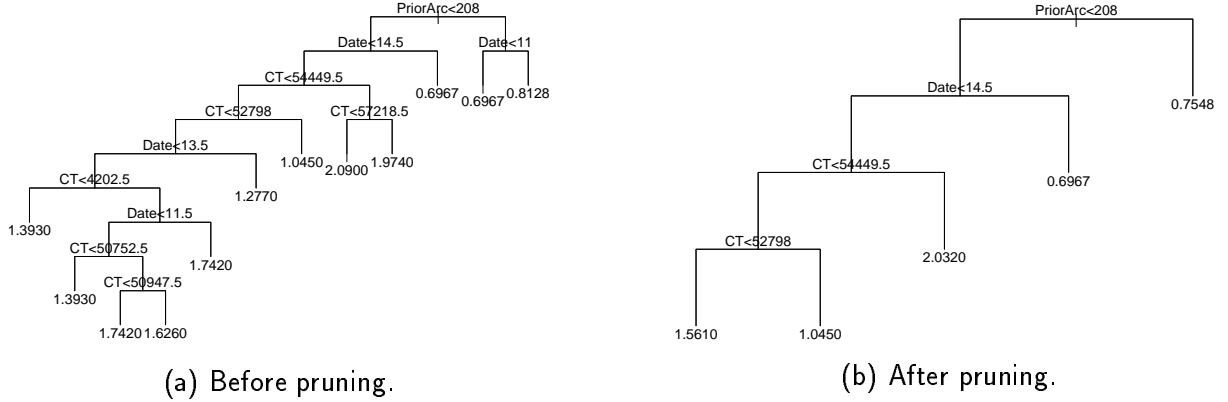 PriorArc<208
Date<14.5
Date<11
CT<54449.5
0.6967
0.6967
0.8128
CT<52798
CT<57218.5
Date<13.5
1.0450
2.0900
1.9740
CT<4202.5
1.2770
1.3930
Date<11.5
CT<50752.5
1.7420
1.3930
CT<50947.5
1.7420
1.6260
(a) Before pruning.
PriorArc<208
Date<14.5
0.7548
CT<54449.5
0.6967
CT<52798
2.0320
1.5610
1.0450
(b) After pruning.